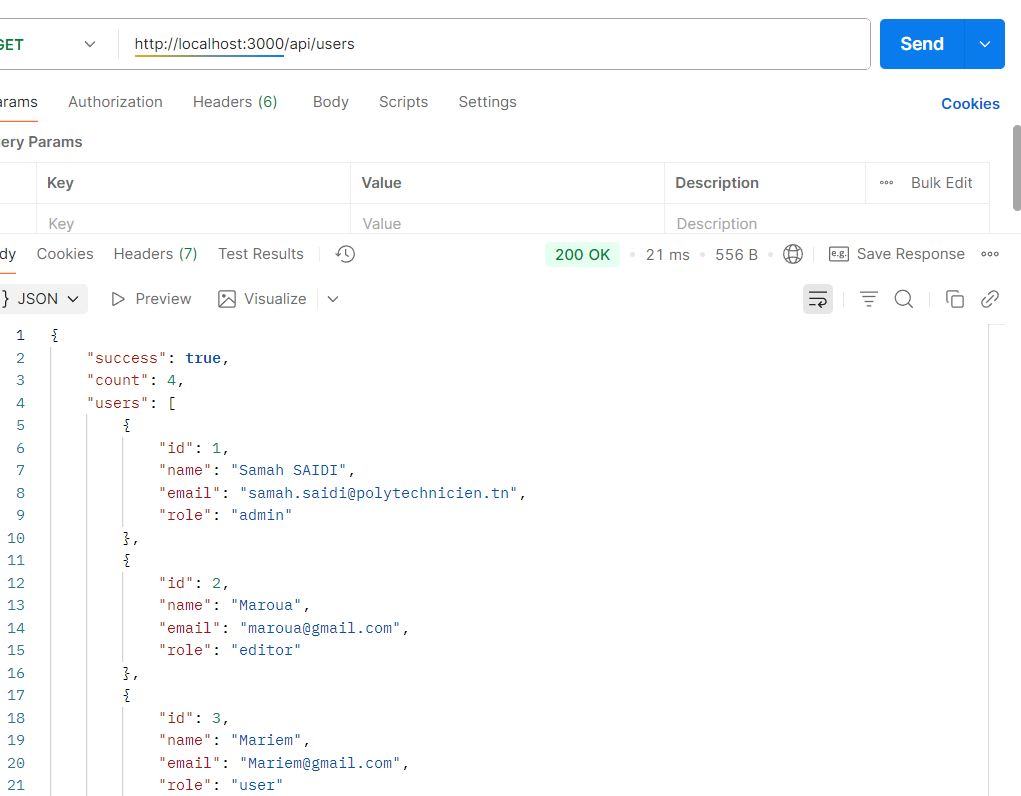 GET http://localhost:3000/api/users Send
Params Authorization Headers (6) Body Scripts Settings Cookies
Query Params
Key Value Description Bulk Edit
Key Value Description
Body Cookies Headers (7) Test Results 200 OK 21 ms 556 B e.g. Save Response
{} JSON Preview Visualize
1 {
2 "success": true,
3 "count": 4,
4 "users": [
5 {
6 "id": 1,
7 "name": "Samah SAIDI",
8 "email": "samah.saidi@polytechnicien.tn",
9 "role": "admin"
10 },
11 {
12 "id": 2,
13 "name": "Maroua",
14 "email": "maroua@gmail.com",
15 "role": "editor"
16 },
17 {
18 "id": 3,
19 "name": "Mariem",
20 "email": "Mariem@gmail.com",
21 "role": "user"